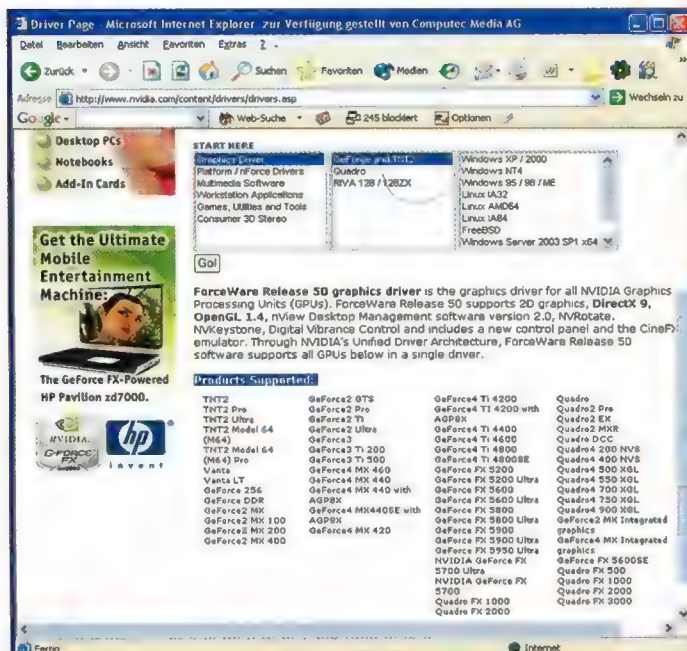 Driver Page - Microsoft Internet Explorer zur Verfügung gestellt von Computec Media AG
Datei Bearbeiten Ansicht Favoriten Extras ?
Zurück Suchen Favoriten Medien
Adresse http://www.nvidia.com/content/drivers/drivers.asp Wechseln zu
Google Web-Suche 245 blockiert Optionen
Desktop PCs
Notebooks
Add-In Cards
START HERE
Graphics Driver
Platform / nForce Drivers
Multimedia Software
Workstation Applications
Games, Utilities and Tools
Consumer 3D Stereo
GeForce and TNT2
Quadro
RIVA 128 / 128ZX
Windows XP / 2000
Windows NT4
Windows 95 / 98 / ME
Linux IA32
Linux AMD64
Linux IA64
FreeBSD
Windows Server 2003 SP1 x64
Go!
Get the Ultimate
Mobile
Entertainment
Machine:
The GeForce FX-Powered
HP Pavilion zd7000.
NVIDIA.
GEFORCE
FX
hp
invent
ForceWare Release 50 graphics driver is the graphics driver for all NVIDIA Graphics
Processing Units (GPUs). ForceWare Release 50 supports 2D graphics, DirectX 9,
OpenGL 1.4, nView Desktop Management software version 2.0, NVRotate,
NVKeystone, Digital Vibrance Control and includes a new control panel and the CineFX
emulator. Through NVIDIA's Unified Driver Architecture, ForceWare Release 50
software supports all GPUs below in a single driver.
Products Supported:
TNT2
TNT2 Pro
TNT2 Ultra
TNT2 Model 64
(M64)
TNT2 Model 64
(M64) Pro
Vanta
Vanta LT
GeForce 256
GeForce DDR
GeForce2 MX
GeForce2 MX 100
GeForce2 MX 200
GeForce2 MX 400
GeForce2 GTS
GeForce2 Pro
GeForce2 Ti
GeForce2 Ultra
GeForce3
GeForce3 Ti 200
GeForce3 Ti 500
GeForce4 MX 460
GeForce4 MX 440
GeForce4 MX 440 with
AGP8X
GeForce4 MX440SE with
AGP8X
GeForce4 MX 420
GeForce4 Ti 4200
GeForce4 Ti 4200 with
AGP8X
GeForce4 Ti 4400
GeForce4 Ti 4600
GeForce4 Ti 4800
GeForce4 Ti 4800SE
GeForce FX 5200
GeForce FX 5200 Ultra
GeForce FX 5600
GeForce FX 5600 Ultra
GeForce FX 5800
GeForce FX 5800 Ultra
GeForce FX 5900
GeForce FX 5900 Ultra
GeForce FX 5950 Ultra
NVIDIA GeForce FX
5700 Ultra
NVIDIA GeForce FX
5700
Quadro FX 1000
Quadro FX 2000
Quadro
Quadro2 Pro
Quadro2 EX
Quadro2 MXR
Quadro DCC
Quadro4 200 NVS
Quadro4 400 NVS
Quadro4 500 XGL
Quadro4 550 XGL
Quadro4 700 XGL
Quadro4 750 XGL
Quadro4 900 XGL
GeForce2 MX Integrated
graphics
GeForce4 MX Integrated
graphics
GeForce FX 5600SE
Quadro FX 500
Quadro FX 1000
Quadro FX 2000
Quadro FX 3000
Fertig Internet